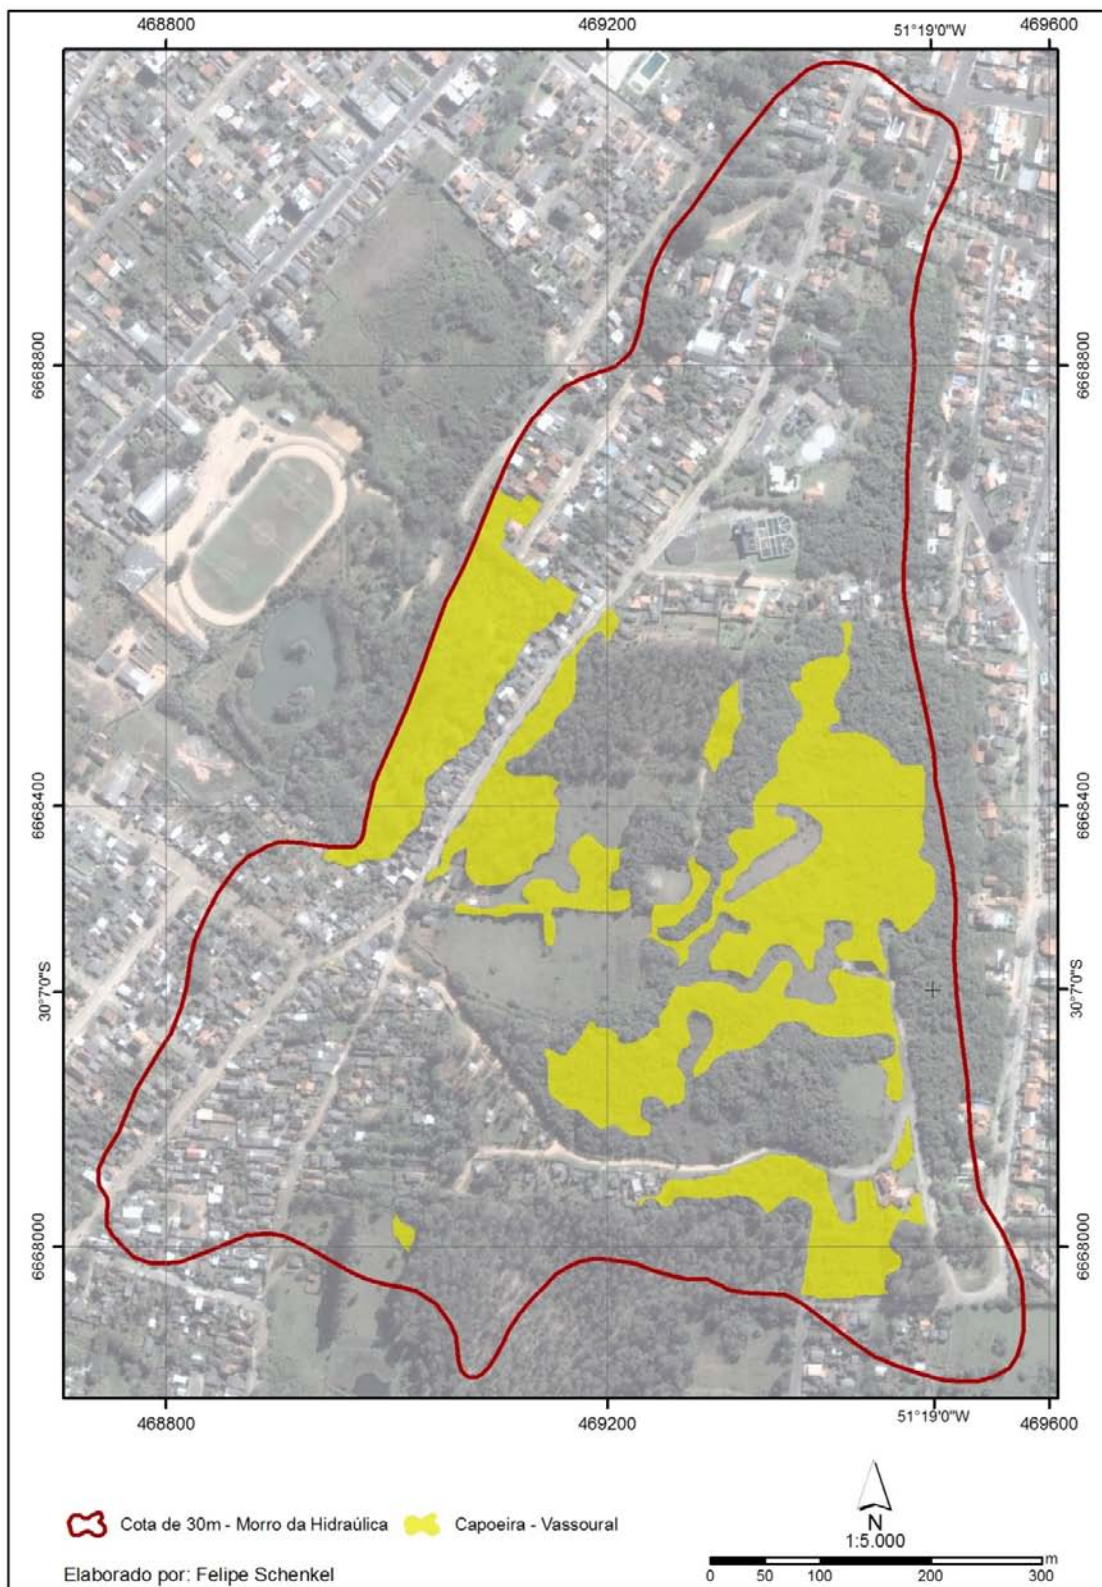 468800
469200
51°19'0"W
469600
6668800
6668800
6668400
6668400
30°7'0"S
30°7'0"S
6668000
6668000
468800
469200
51°19'0"W
469600
Cota de 30m - Morro da Hidraúlica
Capoeira - Vassoural
N
1:5.000
m
0 50 100 200 300
Elaborado por: Felipe Schenkel